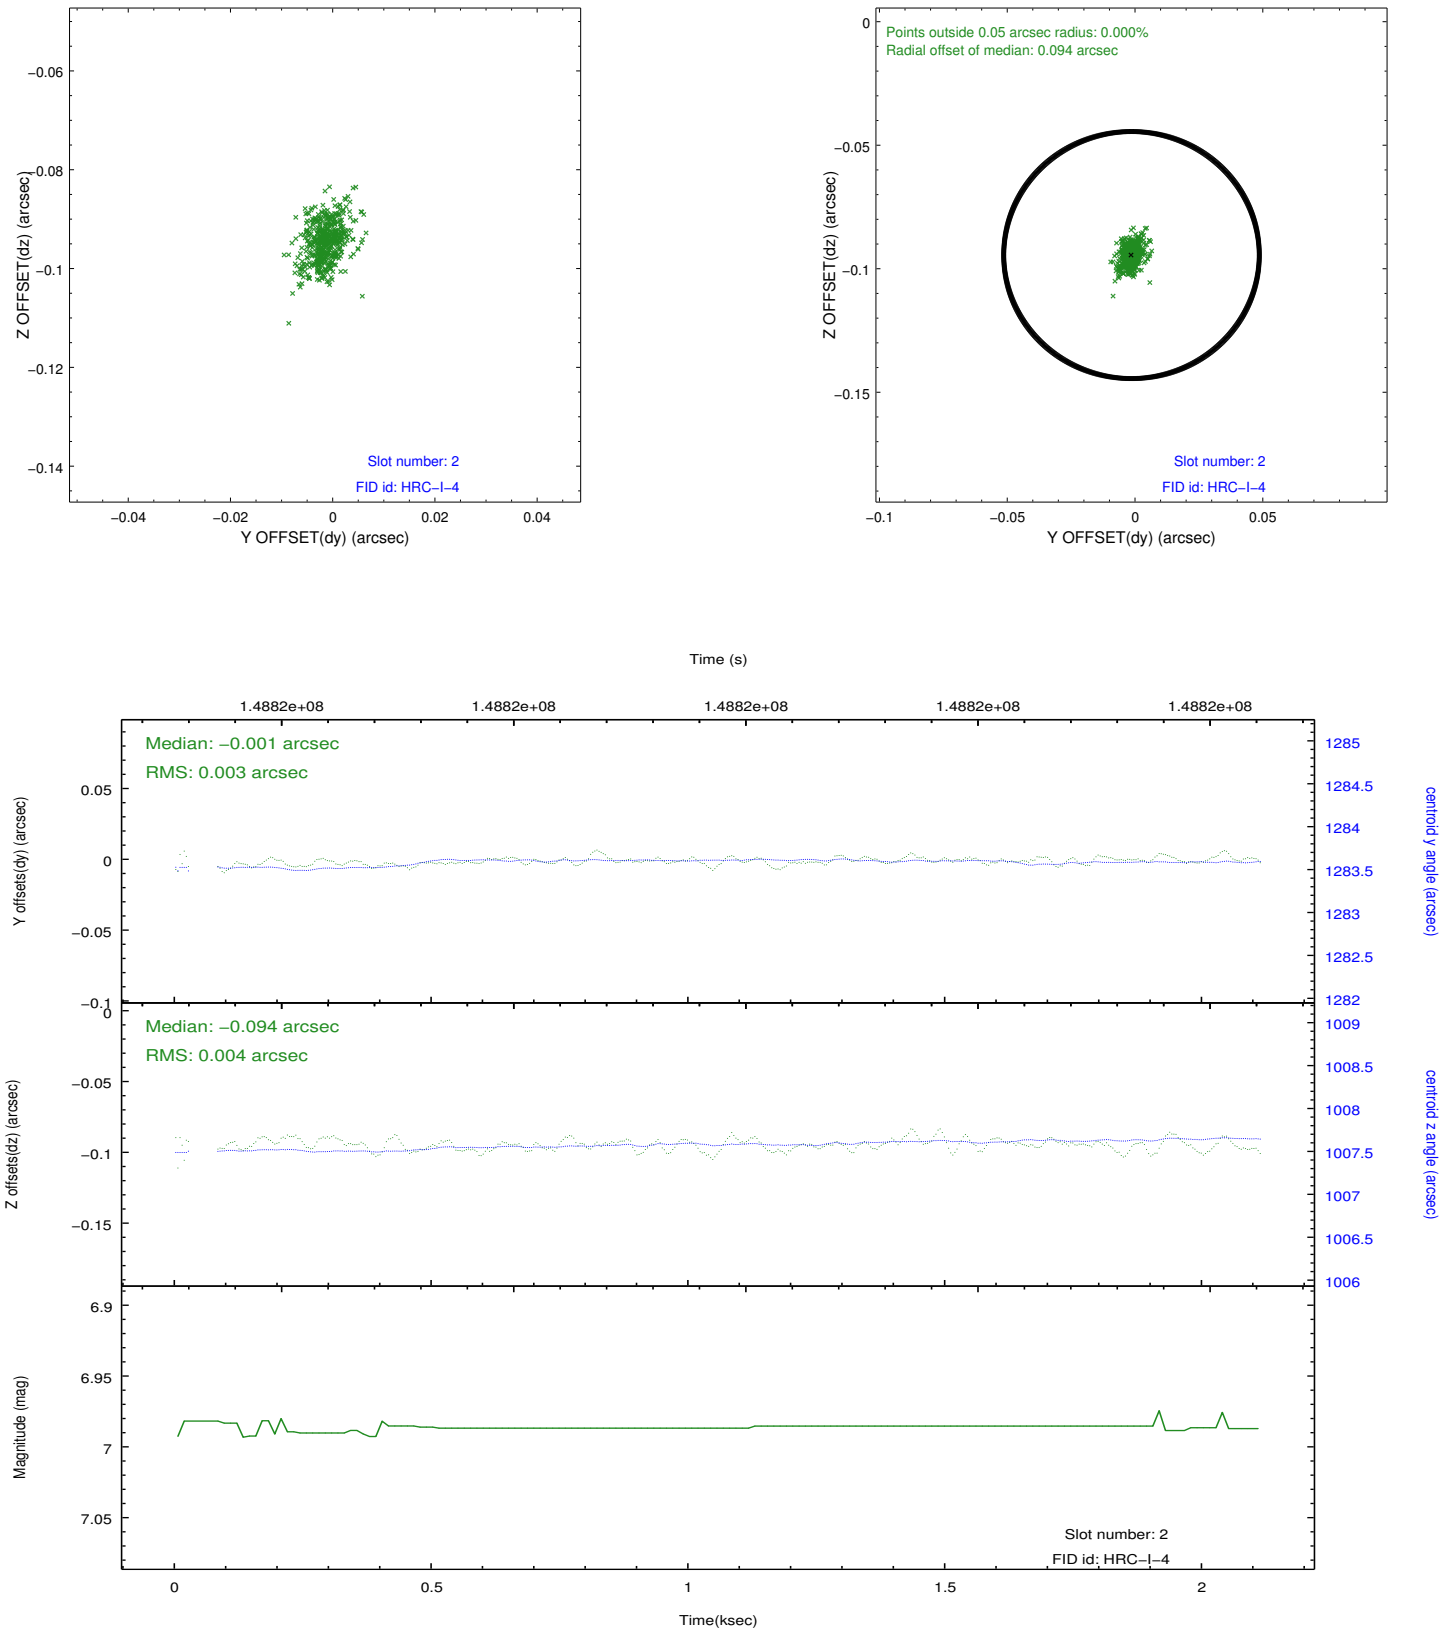 −0.06
−0.08
−0.1
−0.12
−0.14
Z OFFSET(dz) (arcsec)
Slot number: 2
FID id: HRC−I−4
−0.04
−0.02
0
0.02
0.04
Y OFFSET(dy) (arcsec)
Points outside 0.05 arcsec radius: 0.000%
Radial offset of median: 0.094 arcsec
0
−0.05
−0.1
−0.15
Z OFFSET(dz) (arcsec)
Slot number: 2
FID id: HRC−I−4
−0.1
−0.05
0
0.05
Y OFFSET(dy) (arcsec)
Time (s)
1.4882e+08
1.4882e+08
1.4882e+08
1.4882e+08
1.4882e+08
Median: −0.001 arcsec
RMS: 0.003 arcsec
0.05
0
−0.05
−0.1
Y offsets(dy) (arcsec)
1285
1284.5
1284
1283.5
1283
1282.5
1282
centroid y angle (arcsec)
Median: −0.094 arcsec
RMS: 0.004 arcsec
0
−0.05
−0.1
−0.15
Z offsets(dz) (arcsec)
1009
1008.5
1008
1007.5
1007
1006.5
1006
centroid z angle (arcsec)
6.9
6.95
7
7.05
Magnitude (mag)
Slot number: 2
FID id: HRC−I−4
0
0.5
1
1.5
2
Time(ksec)